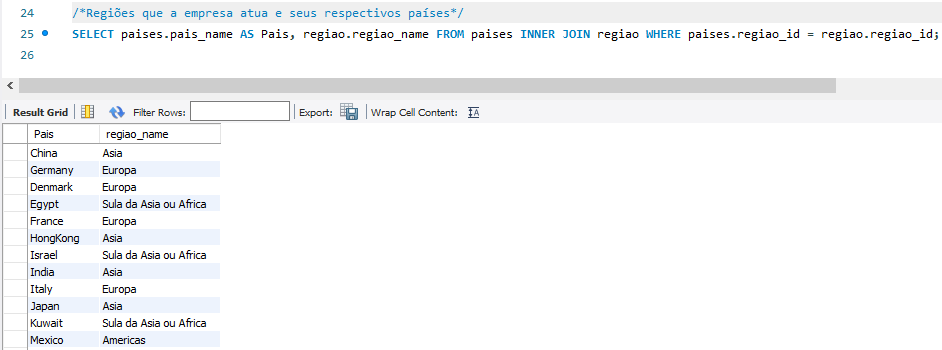 24 /*Regiões que a empresa atua e seus respectivos países*/
25 SELECT paises.pais_name AS Pais, regiao.regiao_name FROM paises INNER JOIN regiao WHERE paises.regiao_id = regiao.regiao_id;
26
Result Grid Filter Rows: Export: Wrap Cell Content: IA
Pais regiao_name
China Asia
Germany Europa
Denmark Europa
Egypt Sula da Asia ou Africa
France Europa
HongKong Asia
Israel Sula da Asia ou Africa
India Asia
Italy Europa
Japan Asia
Kuwait Sula da Asia ou Africa
Mexico Americas